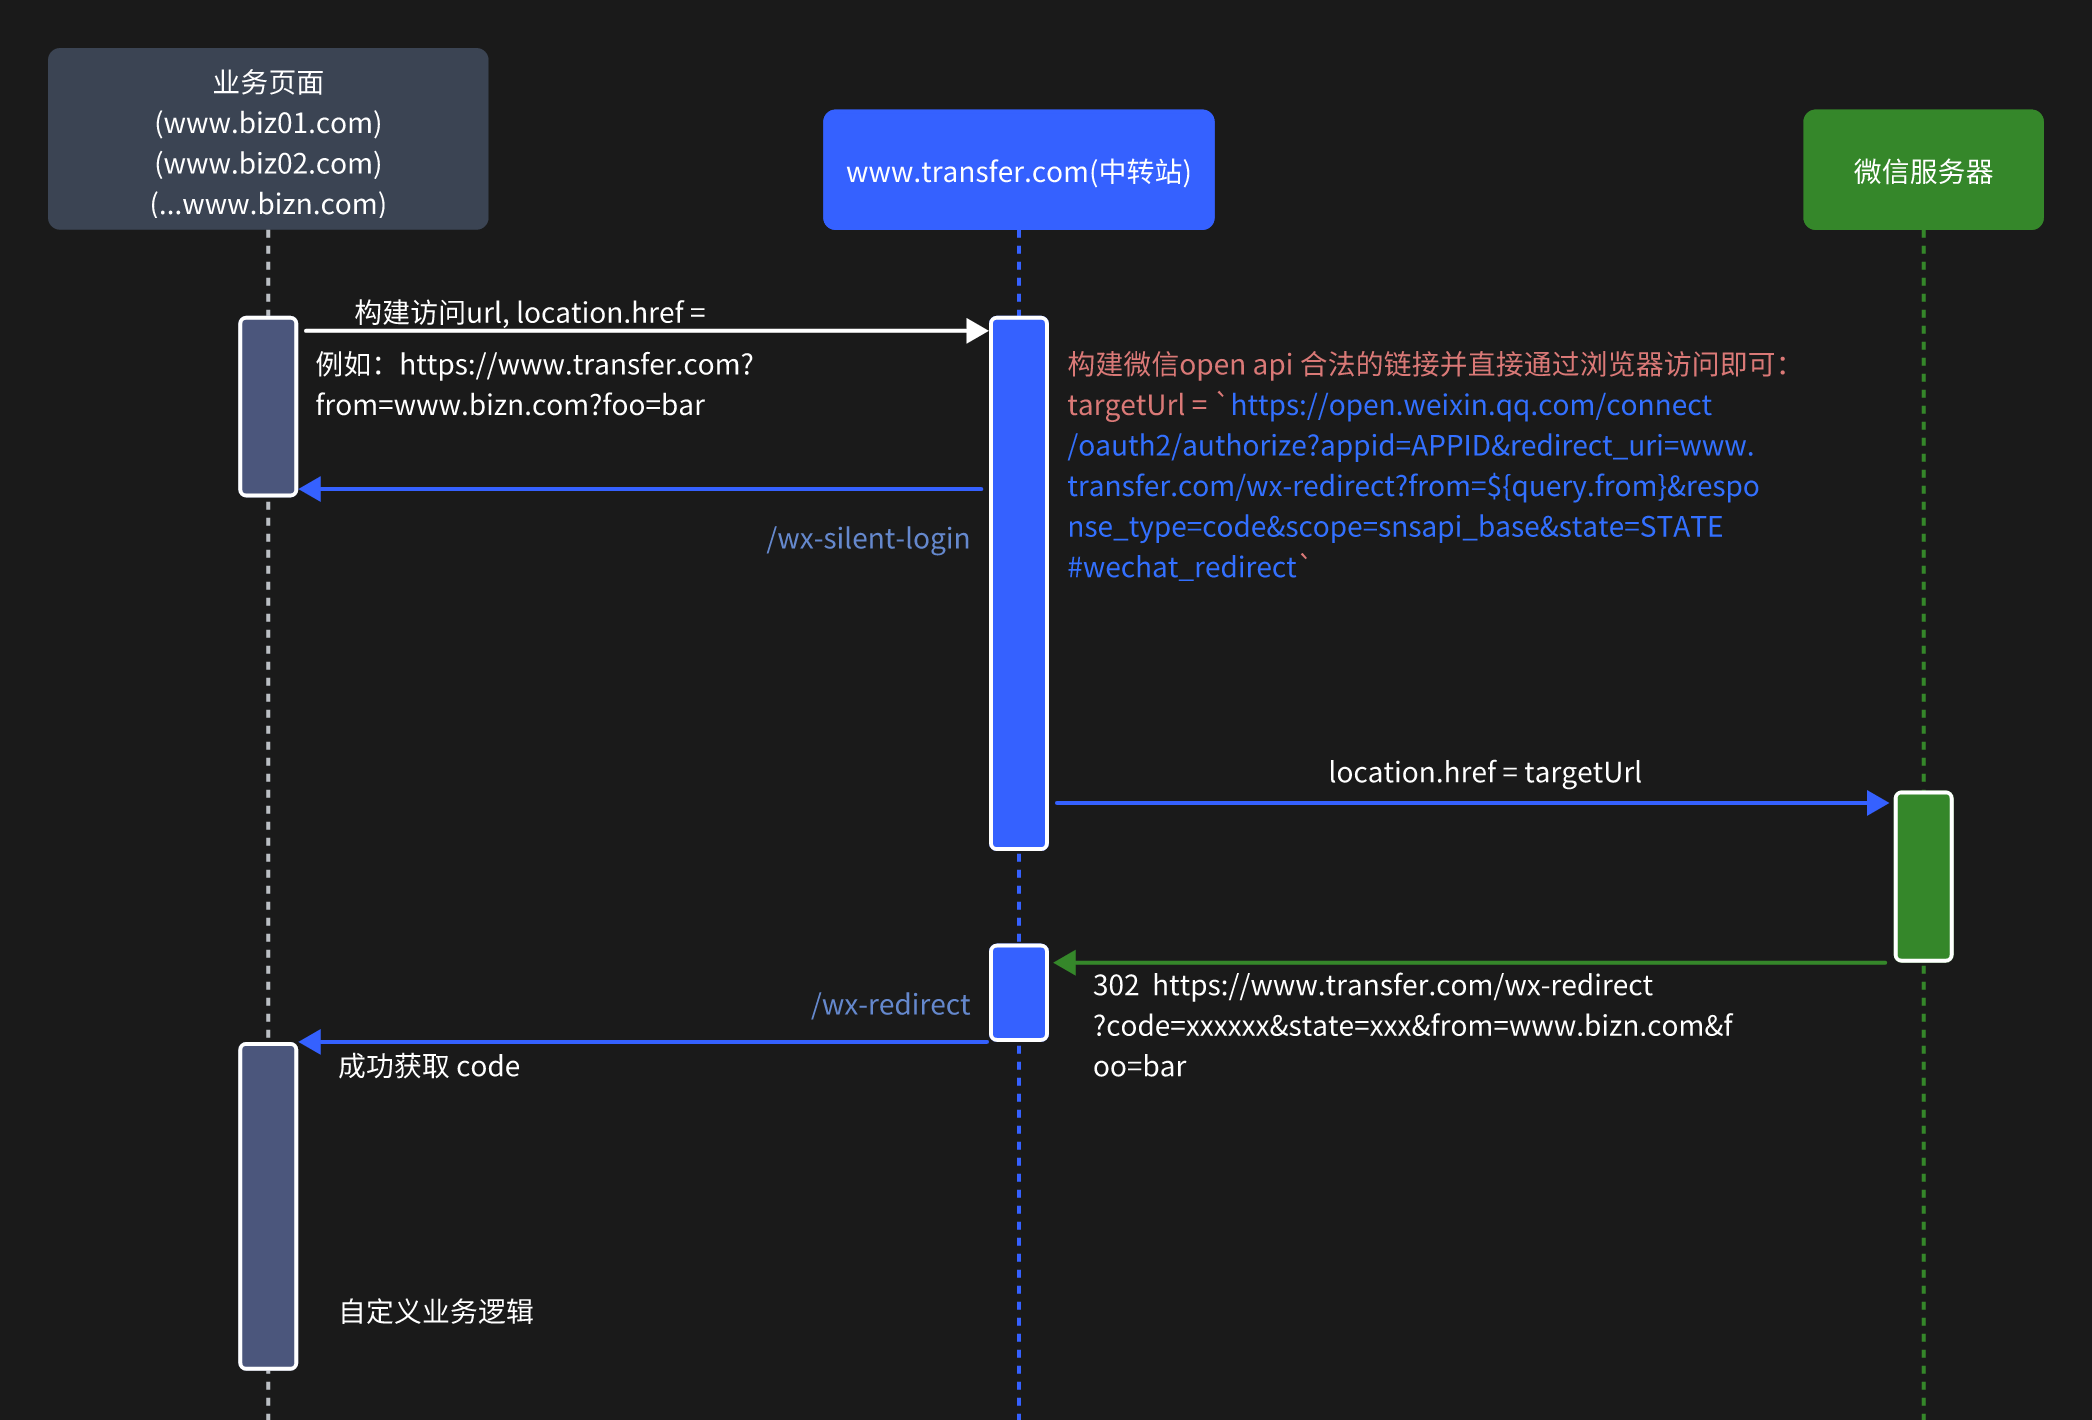 业务页面
(www.biz01.com)
(www.biz02.com)
(...www.bizn.com)
www.transfer.com(中转站)
微信服务器
构建访问url, location.href =
例如：https://www.transfer.com?
from=www.bizn.com?foo=bar
构建微信open api 合法的链接并直接通过浏览器访问即可：
targetUrl = `https://open.weixin.qq.com/connect
/oauth2/authorize?appid=APPID&redirect_uri=www.
transfer.com/wx-redirect?from=${query.from}&respo
nse_type=code&scope=snsapi_base&state=STATE
#wechat_redirect`
/wx-silent-login
location.href = targetUrl
302  https://www.transfer.com/wx-redirect
?code=xxxxxx&state=xxx&from=www.bizn.com&f
oo=bar
/wx-redirect
成功获取 code
自定义业务逻辑